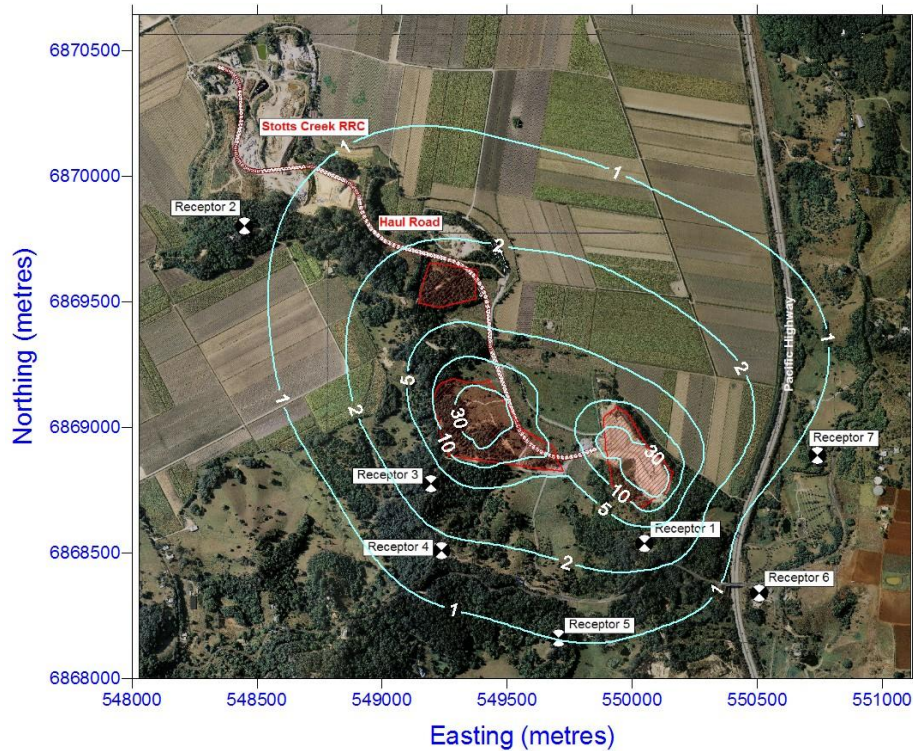 6870500
6870000
6869500
6869000
6868500
6868000
Northing (metres)
548000
548500
549000
549500
550000
550500
551000
Easting (metres)
Stotts Creek RRC
Haul Road
Pacific Highway
Receptor 2
Receptor 3
Receptor 4
Receptor 1
Receptor 5
Receptor 6
Receptor 7
1
1
2
1
2
5
1
2
30
10
30
10
5
2
1
1